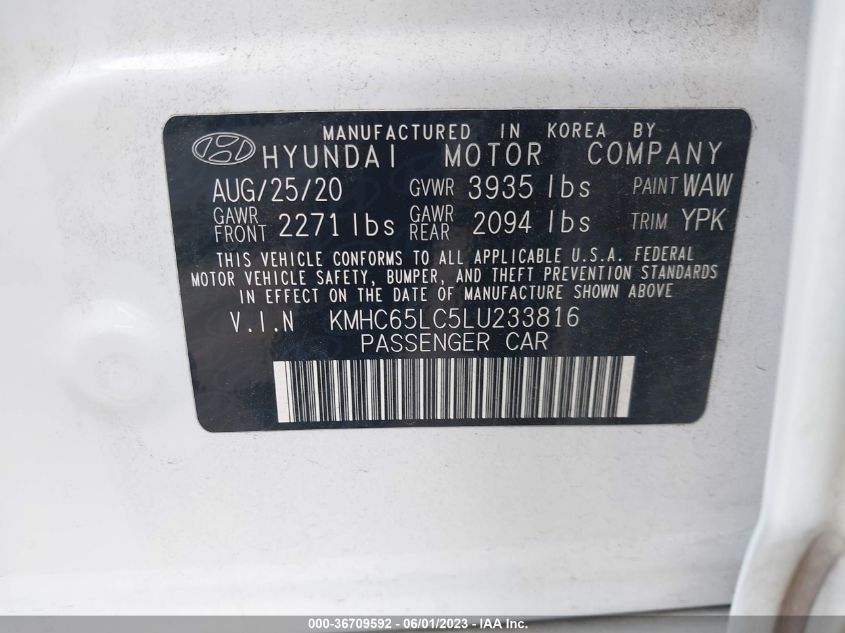 MANUFACTURED IN KOREA BY
HYUNDAI MOTOR COMPANY
AUG/25/20 GVWR 3935 lbs PAINT WAW
GAWR FRONT 2271 lbs GAWR REAR 2094 lbs TRIM YPK
THIS VEHICLE CONFORMS TO ALL APPLICABLE U.S.A. FEDERAL
MOTOR VEHICLE SAFETY, BUMPER, AND THEFT PREVENTION STANDARDS
IN EFFECT ON THE DATE OF MANUFACTURE SHOWN ABOVE
V.I.N KMHC65LC5LU233816
PASSENGER CAR
000-36709592 - 06/01/2023 - IAA Inc.